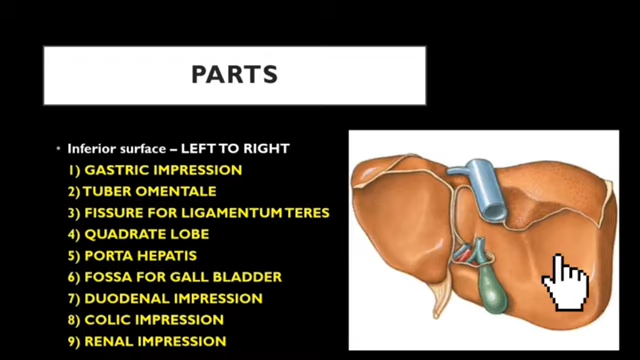 PARTS
• Inferior surface – LEFT TO RIGHT
1) GASTRIC IMPRESSION
2) TUBER OMENTALE
3) FISSURE FOR LIGAMENTUM TERES
4) QUADRATE LOBE
5) PORTA HEPATIS
6) FOSSA FOR GALL BLADDER
7) DUODENAL IMPRESSION
8) COLIC IMPRESSION
9) RENAL IMPRESSION